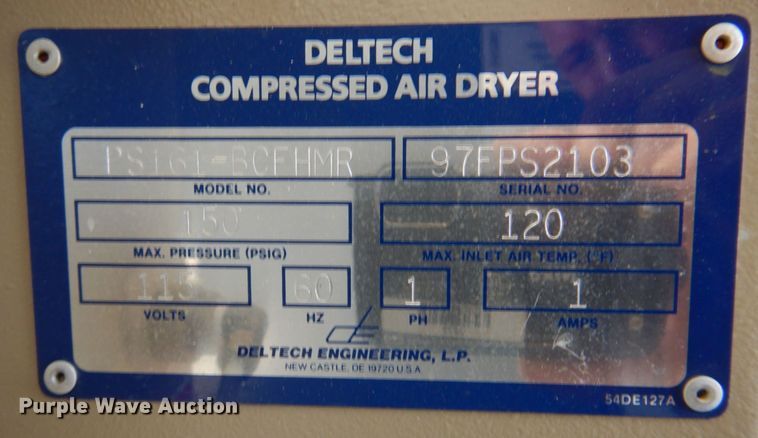 DELTECH
COMPRESSED AIR DRYER
PS161-BCFHMR 97FPS2103
MODEL NO. SERIAL NO.
150 120
MAX. PRESSURE (PSIG) MAX. INLET AIR TEMP. (°F)
115 60 1 1
VOLTS HZ PH AMPS
DELTECH ENGINEERING, L.P.
NEW CASTLE, DE 19720 U.S.A
54DE127A
Purple Wave Auction